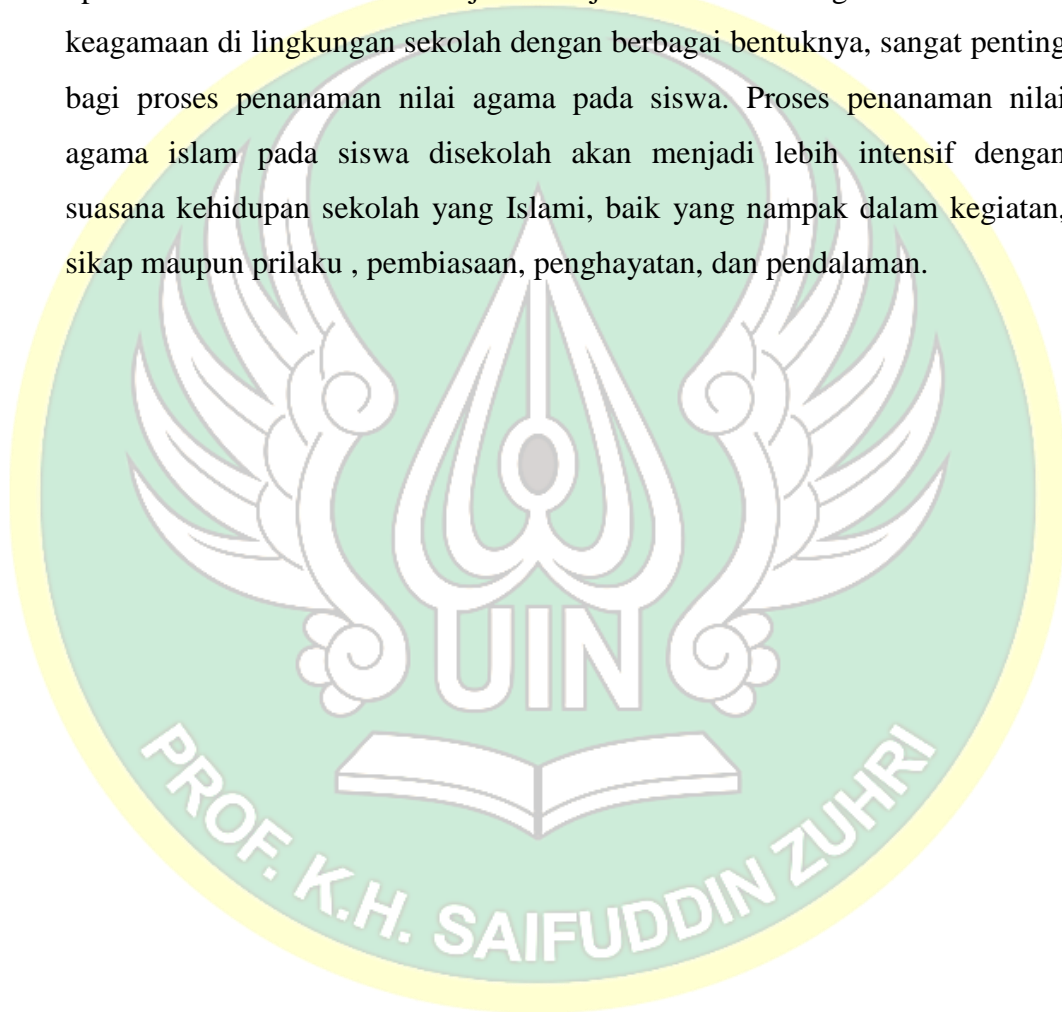 keagamaan di lingkungan sekolah dengan berbagai bentuknya, sangat penting
bagi proses penanaman nilai agama pada siswa. Proses penanaman nilai
agama islam pada siswa disekolah akan menjadi lebih intensif dengan
suasana kehidupan sekolah yang Islami, baik yang nampak dalam kegiatan,
sikap maupun prilaku , pembiasaan, penghayatan, dan pendalaman.
UIN
PROF. K.H. SAIFUDDIN ZUHRI